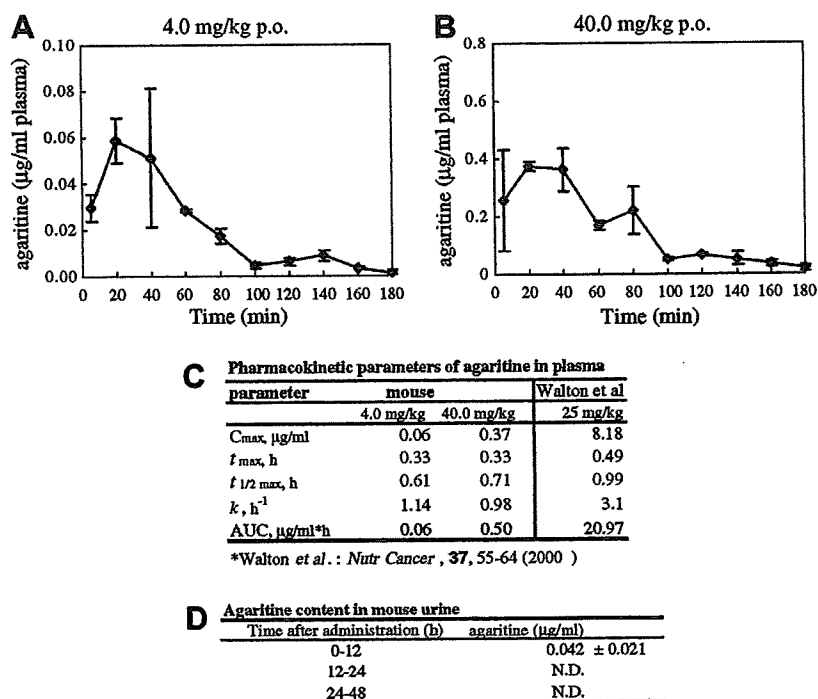 A
4.0 mg/kg p.o.
agaritine (μg/ml plasma)
0.10
0.08
0.06
0.04
0.02
0.00
0 20 40 60 80 100 120 140 160 180
Time (min)
B
40.0 mg/kg p.o.
agaritine (μg/ml plasma)
0.8
0.6
0.4
0.2
0
0 20 40 60 80 100 120 140 160 180
Time (min)
C Pharmacokinetic parameters of agaritine in plasma
parameter mouse Walton et al
4.0 mg/kg 40.0 mg/kg 25 mg/kg
Cmax, μg/ml 0.06 0.37 8.18
t max, h 0.33 0.33 0.49
t 1/2 max, h 0.61 0.71 0.99
k, h⁻¹ 1.14 0.98 3.1
AUC, μg/ml*h 0.06 0.50 20.97
*Walton et al.: Nutr Cancer, 37, 55-64 (2000 )
D Agaritine content in mouse urine
Time after administration (h) agaritine (μg/ml)
0-12 0.042 ± 0.021
12-24 N.D.
24-48 N.D.